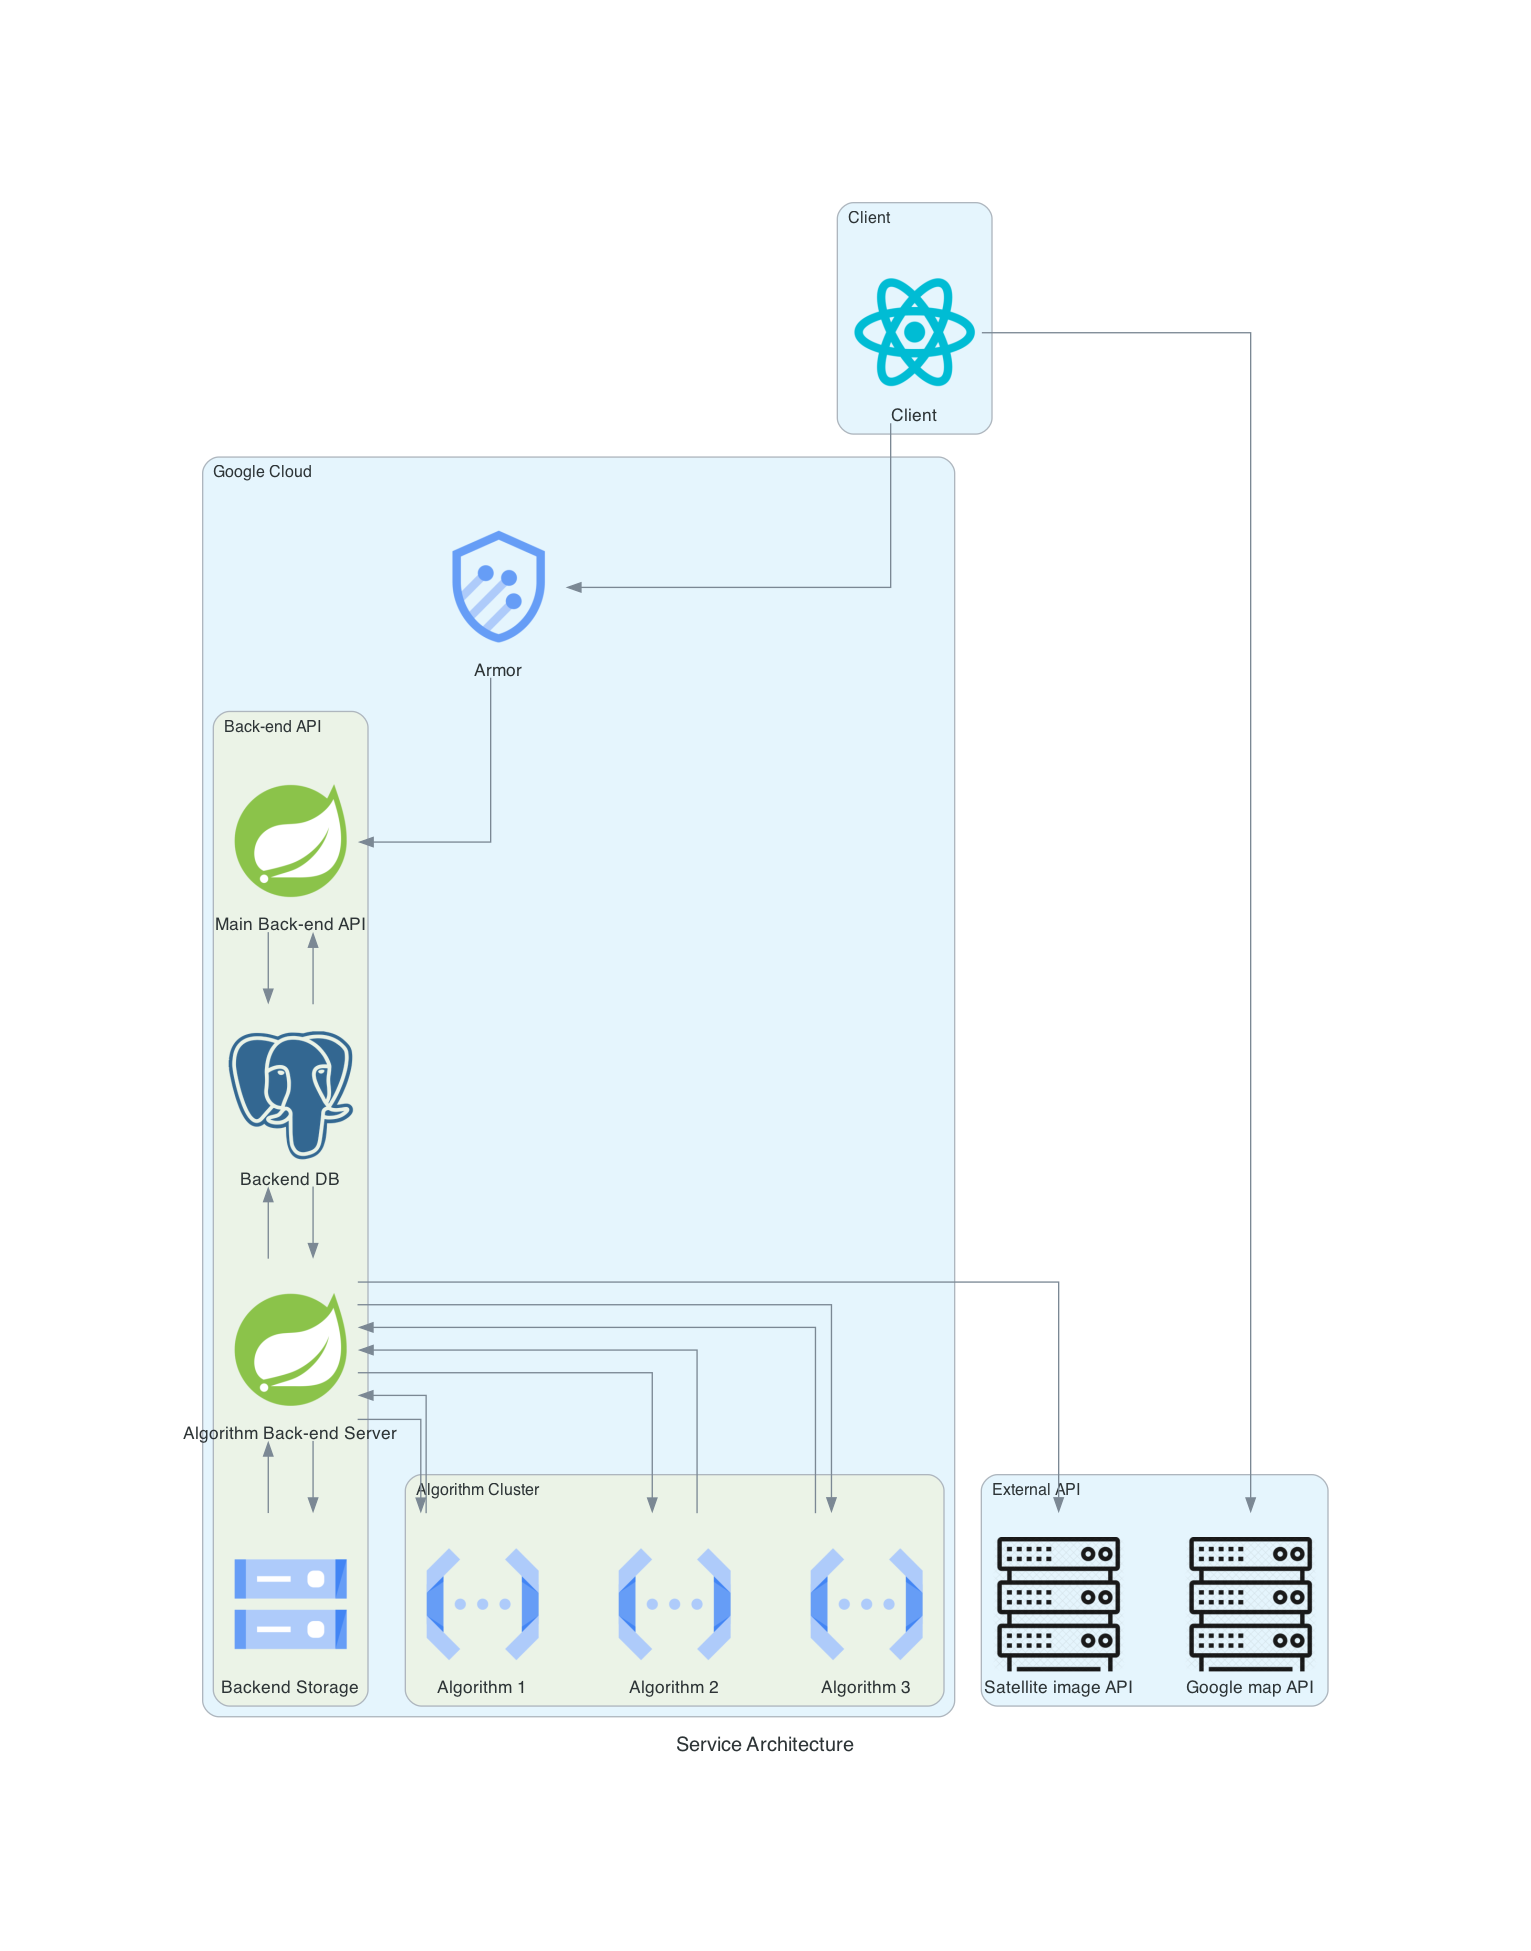 Client
Client
Google Cloud
Armor
Back-end API
Main Back-end API
Backend DB
Algorithm Back-end Server
Algorithm Cluster
External API
Backend Storage
Algorithm 1
Algorithm 2
Algorithm 3
Satellite image API
Google map API
Service Architecture